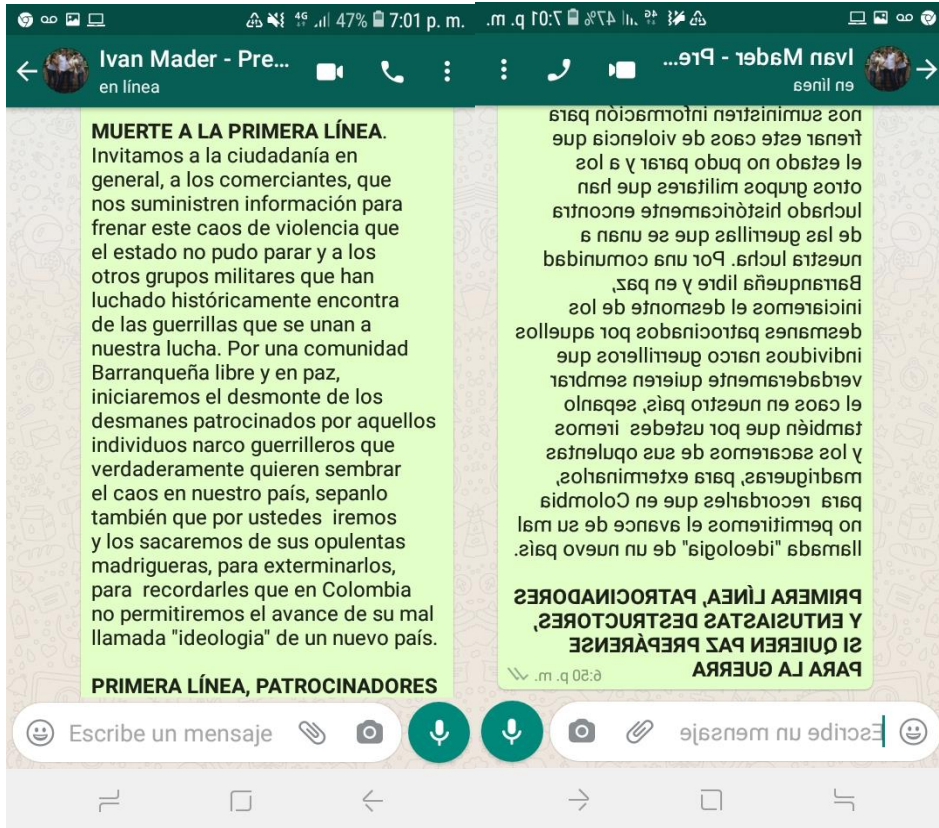 4G 47% 7:01 p. m.
Ivan Mader - Pre...
en línea
MUERTE A LA PRIMERA LÍNEA.
Invitamos a la ciudadanía en
general, a los comerciantes, que
nos suministren información para
frenar este caos de violencia que
el estado no pudo parar y a los
otros grupos militares que han
luchado históricamente encontra
de las guerrillas que se unan a
nuestra lucha. Por una comunidad
Barranqueña libre y en paz,
iniciaremos el desmonte de los
desmanes patrocinados por aquellos
individuos narco guerrilleros que
verdaderamente quieren sembrar
el caos en nuestro país, sepanlo
también que por ustedes iremos
y los sacaremos de sus opulentas
madrigueras, para exterminarlos,
para recordarles que en Colombia
no permitiremos el avance de su mal
llamada "ideologia" de un nuevo país.
PRIMERA LÍNEA, PATROCINADORES
Escribe un mensaje
4G 47% 7:01 p. m.
Ivan Mader - Pre...
en línea
nos suministren información para
frenar este caos de violencia que
el estado no pudo parar y a los
otros grupos militares que han
luchado históricamente encontra
de las guerrillas que se unan a
nuestra lucha. Por una comunidad
Barranqueña libre y en paz,
iniciaremos el desmonte de los
desmanes patrocinados por aquellos
individuos narco guerrilleros que
verdaderamente quieren sembrar
el caos en nuestro país, sepanlo
también que por ustedes iremos
y los sacaremos de sus opulentas
madrigueras, para exterminarlos,
para recordarles que en Colombia
no permitiremos el avance de su mal
llamada "ideologia" de un nuevo país.
PRIMERA LÍNEA, PATROCINADORES
Y ENTUSIASTAS DESTRUCTORES,
SI QUIEREN PAZ PREPÁRENSE
PARA LA GUERRA
6:50 p. m.
Escribe un mensaje